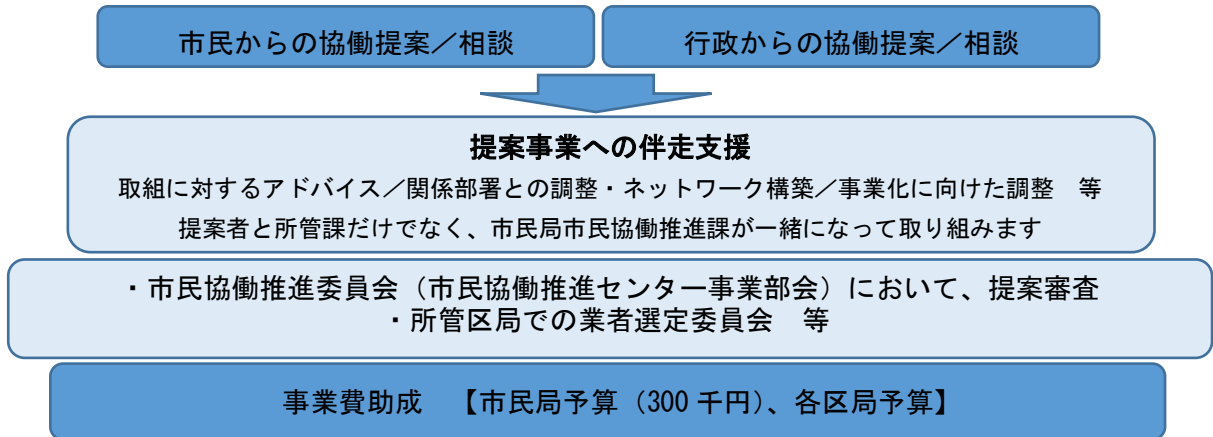 市民からの協働提案／相談
行政からの協働提案／相談
提案事業への伴走支援
取組に対するアドバイス／関係部署との調整・ネットワーク構築／事業化に向けた調整　等
提案者と所管課だけでなく、市民局市民協働推進課が一緒になって取り組みます
・市民協働推進委員会（市民協働推進センター事業部会）において、提案審査
・所管区局での業者選定委員会　等
事業費助成　【市民局予算（300 千円）、各区局予算】